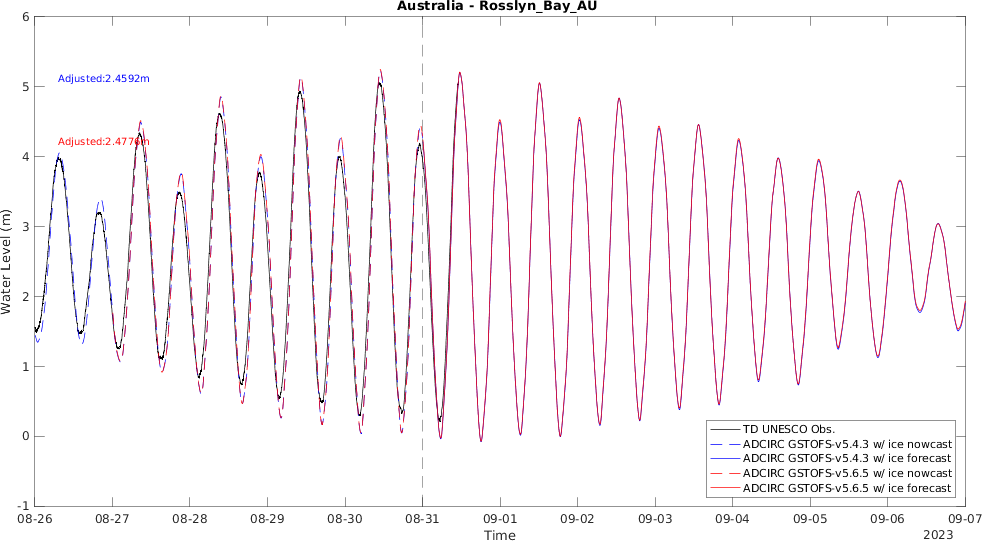 Australia - Rosslyn_Bay_AU
6
5
4
3
2
1
0
-1
Water Level (m)
Adjusted:2.4592m
Adjusted:2.4776m
TD UNESCO Obs.
ADCIRC GSTOFS-v5.4.3 w/ ice nowcast
ADCIRC GSTOFS-v5.4.3 w/ ice forecast
ADCIRC GSTOFS-v5.6.5 w/ ice nowcast
ADCIRC GSTOFS-v5.6.5 w/ ice forecast
08-26 08-27 08-28 08-29 08-30 08-31 09-01 09-02 09-03 09-04 09-05 09-06 09-07
Time
2023